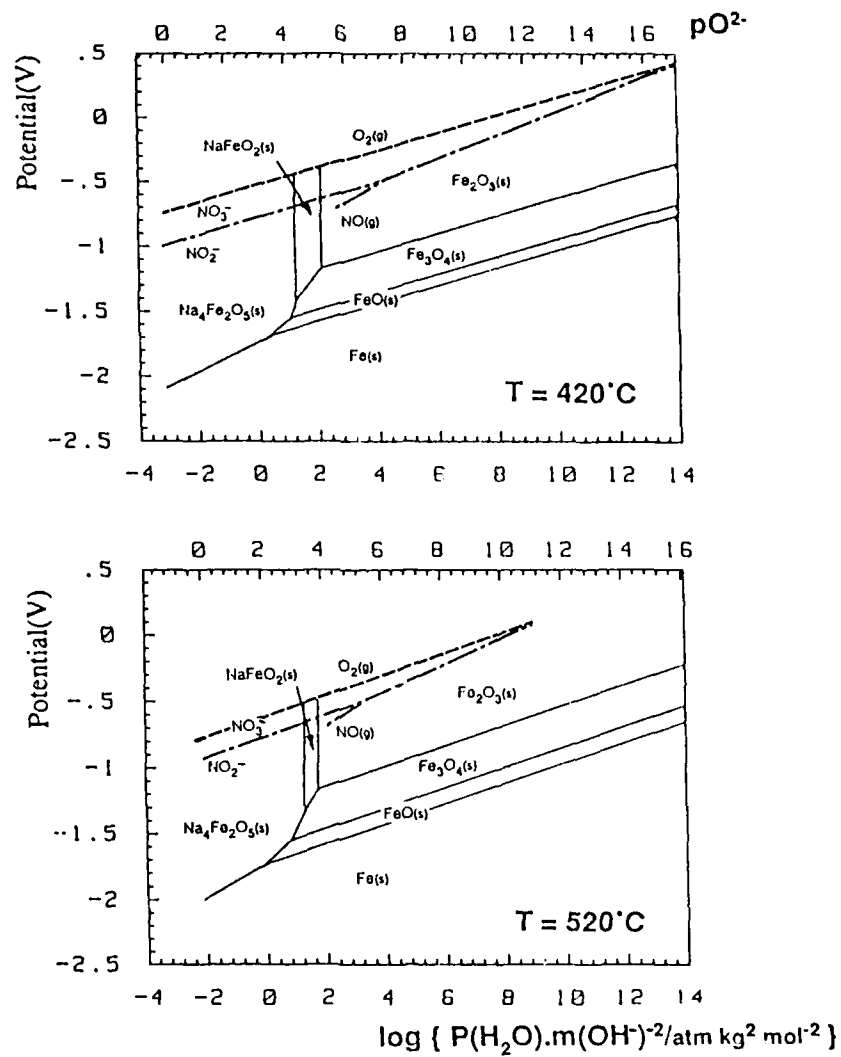 0 2 4 6 8 10 12 14 16 pO²⁻
.5
0
-.5
-1
-1.5
-2
-2.5
Potential(V)
O₂(g)
NaFeO₂(s)
Fe₂O₃(s)
NO₃⁻
NO(g)
NO₂⁻
Fe₃O₄(s)
Na₄Fe₂O₅(s)
FeO(s)
Fe(s)
T = 420°C
-4 -2 0 2 4 6 8 10 12 14
0 2 4 6 8 10 12 14 16
.5
0
-.5
-1
-1.5
-2
-2.5
Potential(V)
O₂(g)
NaFeO₂(s)
Fe₂O₃(s)
NO₃⁻
NO(g)
NO₂⁻
Fe₃O₄(s)
FeO(s)
Na₄Fe₂O₅(s)
Fe(s)
T = 520°C
-4 -2 0 2 4 6 8 10 12 14
log { P(H₂O).m(OH⁻)⁻²/atm kg² mol⁻² }